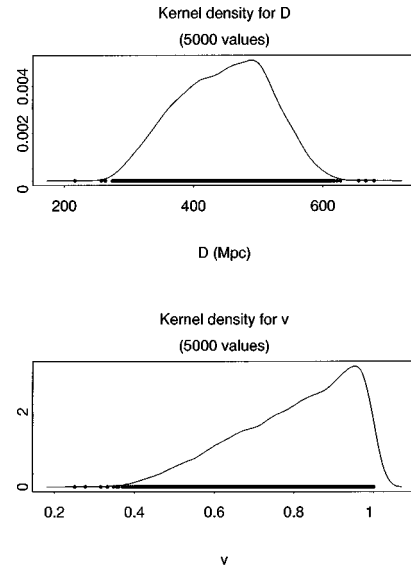 Kernel density for D
(5000 values)
0.004
0.002
0
200 400 600
D (Mpc)
Kernel density for v
(5000 values)
2
0
0.2 0.4 0.6 0.8 1
v